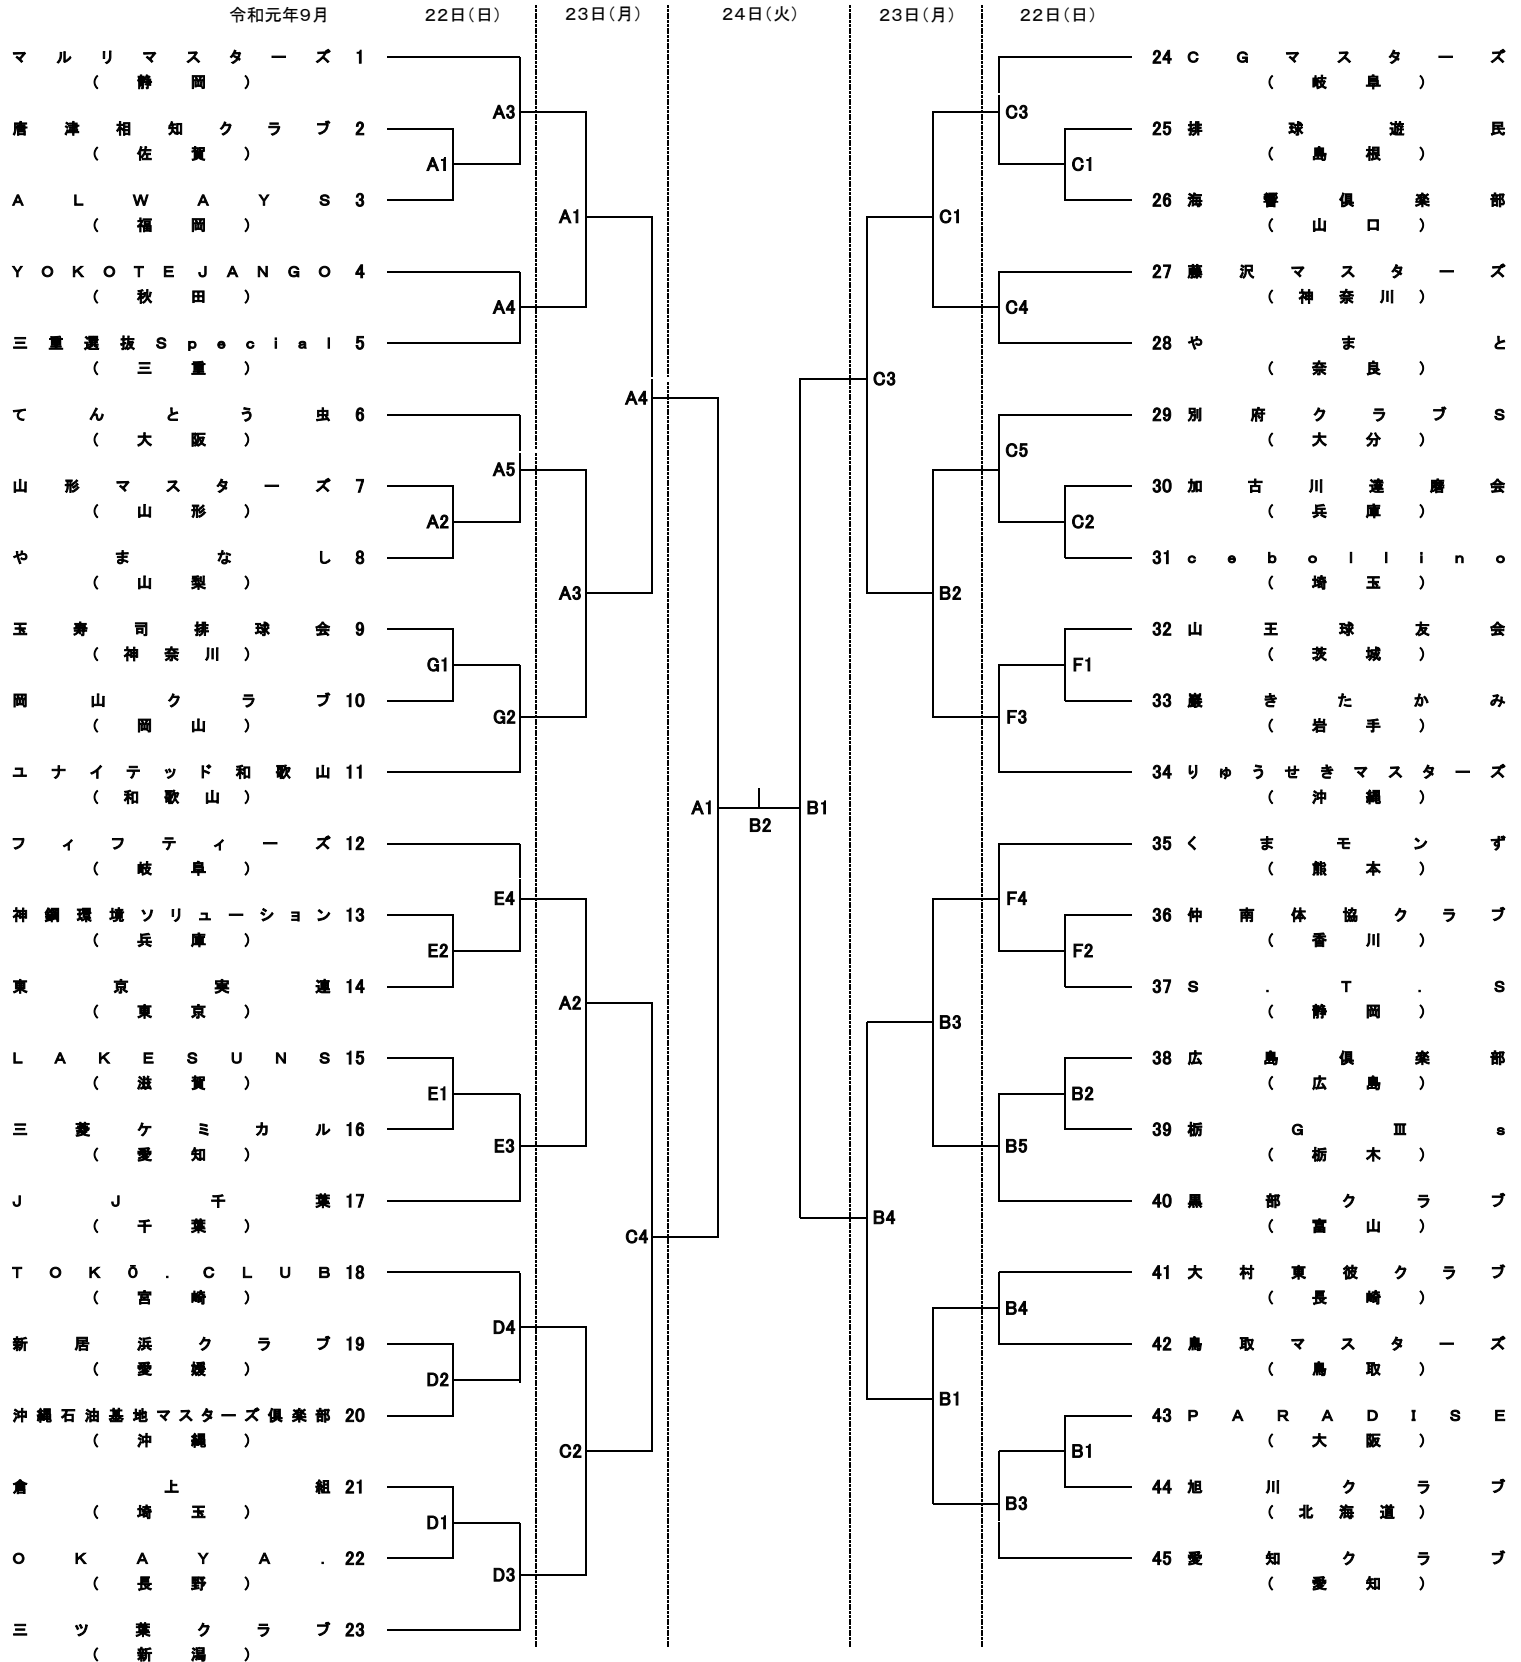 令和元年9月 22日(日) 23日(月) 24日(火) 23日(月) 22日(日)
マルリマスターズ 1
(静岡)
唐津相知クラブ 2
(佐賀)
ALWAYS 3
(福岡)
YOKOTEJANGO 4
(秋田)
三重選抜Special 5
(三重)
てんとう虫 6
(大阪)
山形マスターズ 7
(山形)
やまなし 8
(山梨)
玉寿司排球会 9
(神奈川)
岡山クラブ 10
(岡山)
ユナイテッド和歌山 11
(和歌山)
フィフティーズ 12
(岐阜)
神鋼環境ソリューション 13
(兵庫)
東京実連 14
(東京)
LAKESUNS 15
(滋賀)
三菱ケミカル 16
(愛知)
JJ千葉 17
(千葉)
TOKŌ.CLUB 18
(宮崎)
新居浜クラブ 19
(愛媛)
沖縄石油基地マスターズ倶楽部 20
(沖縄)
倉上組 21
(埼玉)
OKAYA. 22
(長野)
三ツ葉クラブ 23
(新潟)
A3
A1
A4
A5
A2
G1
G2
E4
E2
E1
E3
D4
D2
D1
D3
A1
A3
A2
C2
A4
C4
A1
B2
B1
C3
B4
C1
B2
B3
B1
C3
C1
C4
C5
C2
F1
F3
F4
F2
B2
B5
B4
B1
B3
24 CGマスターズ
(岐阜)
25 排球遊民
(島根)
26 海響倶楽部
(山口)
27 藤沢マスターズ
(神奈川)
28 やまと
(奈良)
29 別府クラブS
(大分)
30 加古川達磨会
(兵庫)
31 cebollino
(埼玉)
32 山王球友会
(茨城)
33 巌きたかみ
(岩手)
34 りゅうせきマスターズ
(沖縄)
35 くまモンず
(熊本)
36 仲南体協クラブ
(香川)
37 S.T.S
(静岡)
38 広島倶楽部
(広島)
39 栃GⅢs
(栃木)
40 黒部クラブ
(富山)
41 大村東彼クラブ
(長崎)
42 鳥取マスターズ
(鳥取)
43 PARADISE
(大阪)
44 旭川クラブ
(北海道)
45 愛知クラブ
(愛知)